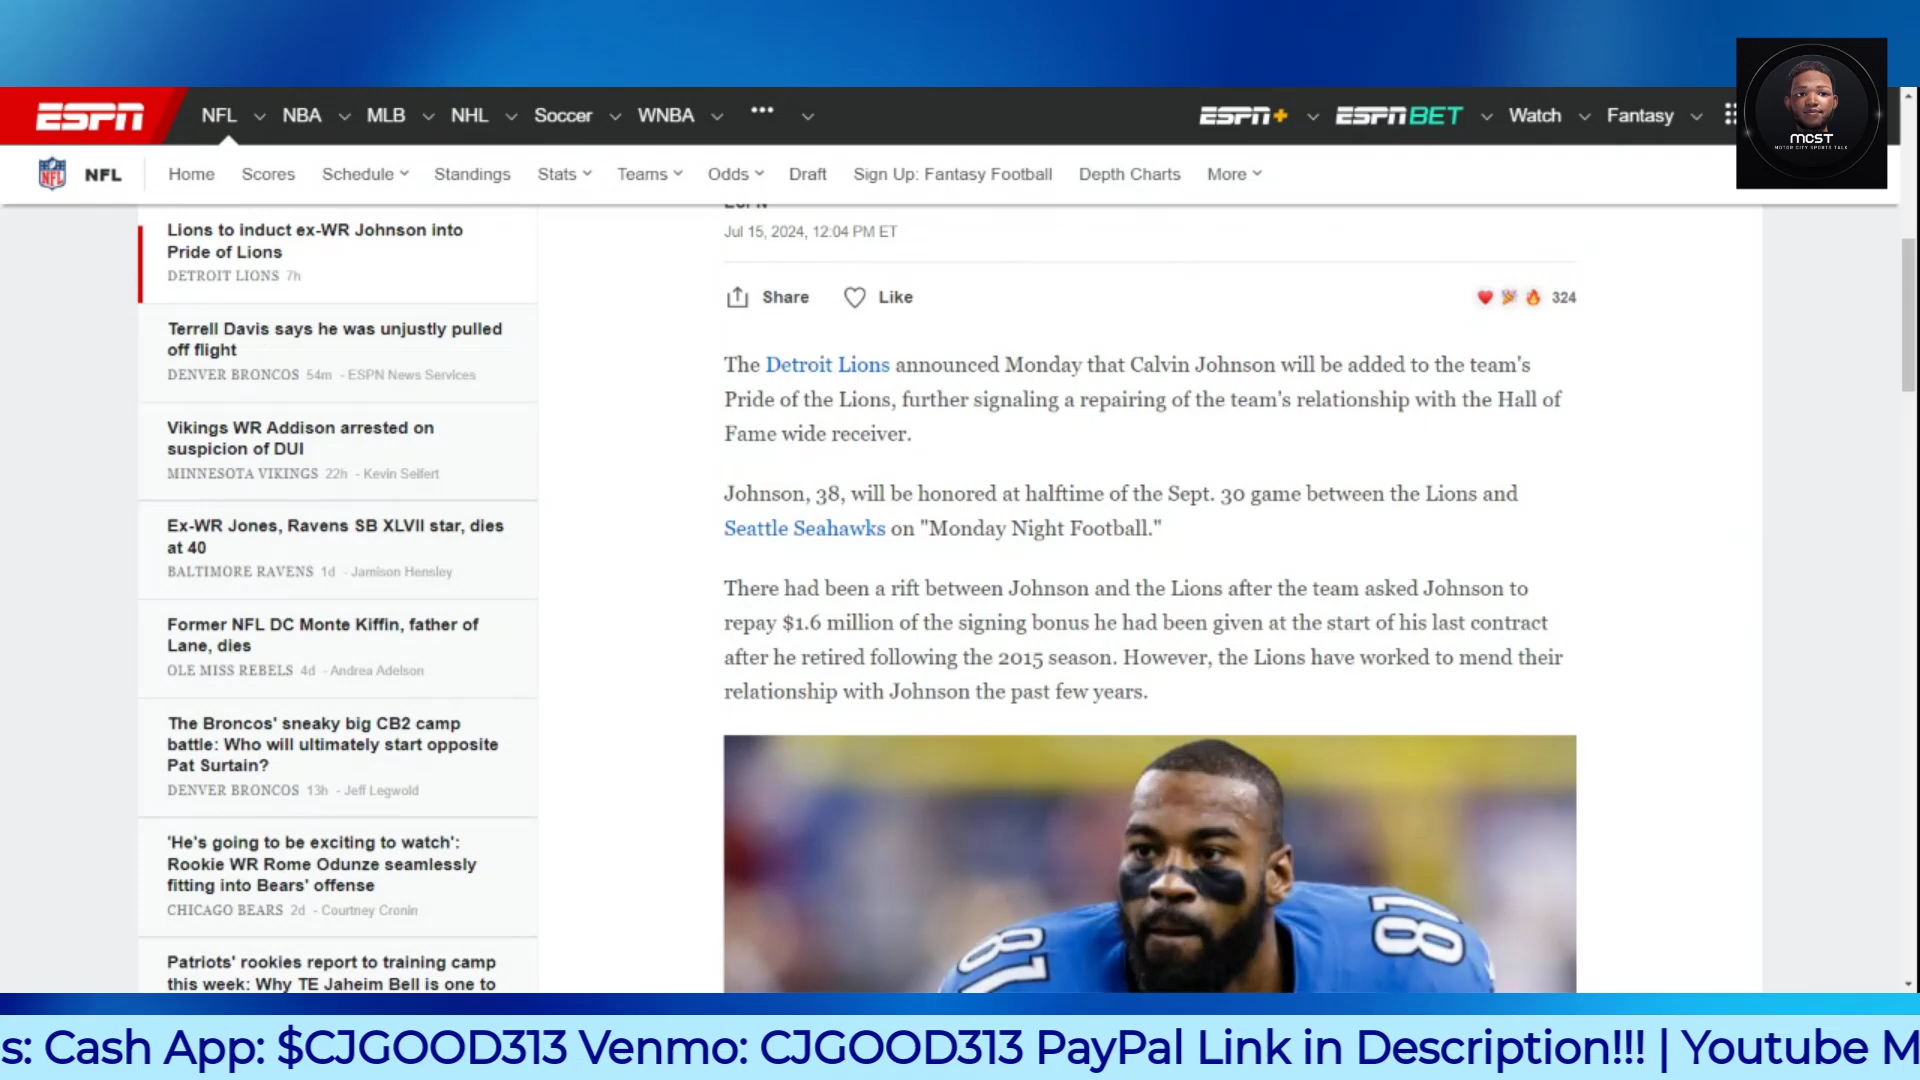 ESPN
NFL NBA MLB NHL Soccer WNBA ••• ESPN+ ESPN BET Watch Fantasy
MCST
MOTOR CITY SPORTS TALK
NFL NFL Home Scores Schedule Standings Stats Teams Odds Draft Sign Up: Fantasy Football Depth Charts More
Lions to induct ex-WR Johnson into
Pride of Lions
DETROIT LIONS 7h
Terrell Davis says he was unjustly pulled
off flight
DENVER BRONCOS 54m - ESPN News Services
Vikings WR Addison arrested on
suspicion of DUI
MINNESOTA VIKINGS 22h - Kevin Seifert
Ex-WR Jones, Ravens SB XLVII star, dies
at 40
BALTIMORE RAVENS 1d - Jamison Hensley
Former NFL DC Monte Kiffin, father of
Lane, dies
OLE MISS REBELS 4d - Andrea Adelson
The Broncos' sneaky big CB2 camp
battle: Who will ultimately start opposite
Pat Surtain?
DENVER BRONCOS 13h - Jeff Legwold
'He's going to be exciting to watch':
Rookie WR Rome Odunze seamlessly
fitting into Bears' offense
CHICAGO BEARS 2d - Courtney Cronin
Patriots' rookies report to training camp
this week: Why TE Jaheim Bell is one to
ESPN
Jul 15, 2024, 12:04 PM ET
Share Like 324
The Detroit Lions announced Monday that Calvin Johnson will be added to the team's
Pride of the Lions, further signaling a repairing of the team's relationship with the Hall of
Fame wide receiver.
Johnson, 38, will be honored at halftime of the Sept. 30 game between the Lions and
Seattle Seahawks on "Monday Night Football."
There had been a rift between Johnson and the Lions after the team asked Johnson to
repay $1.6 million of the signing bonus he had been given at the start of his last contract
after he retired following the 2015 season. However, the Lions have worked to mend their
relationship with Johnson the past few years.
81 81
s: Cash App: $CJGOOD313 Venmo: CJGOOD313 PayPal Link in Description!!! | Youtube M